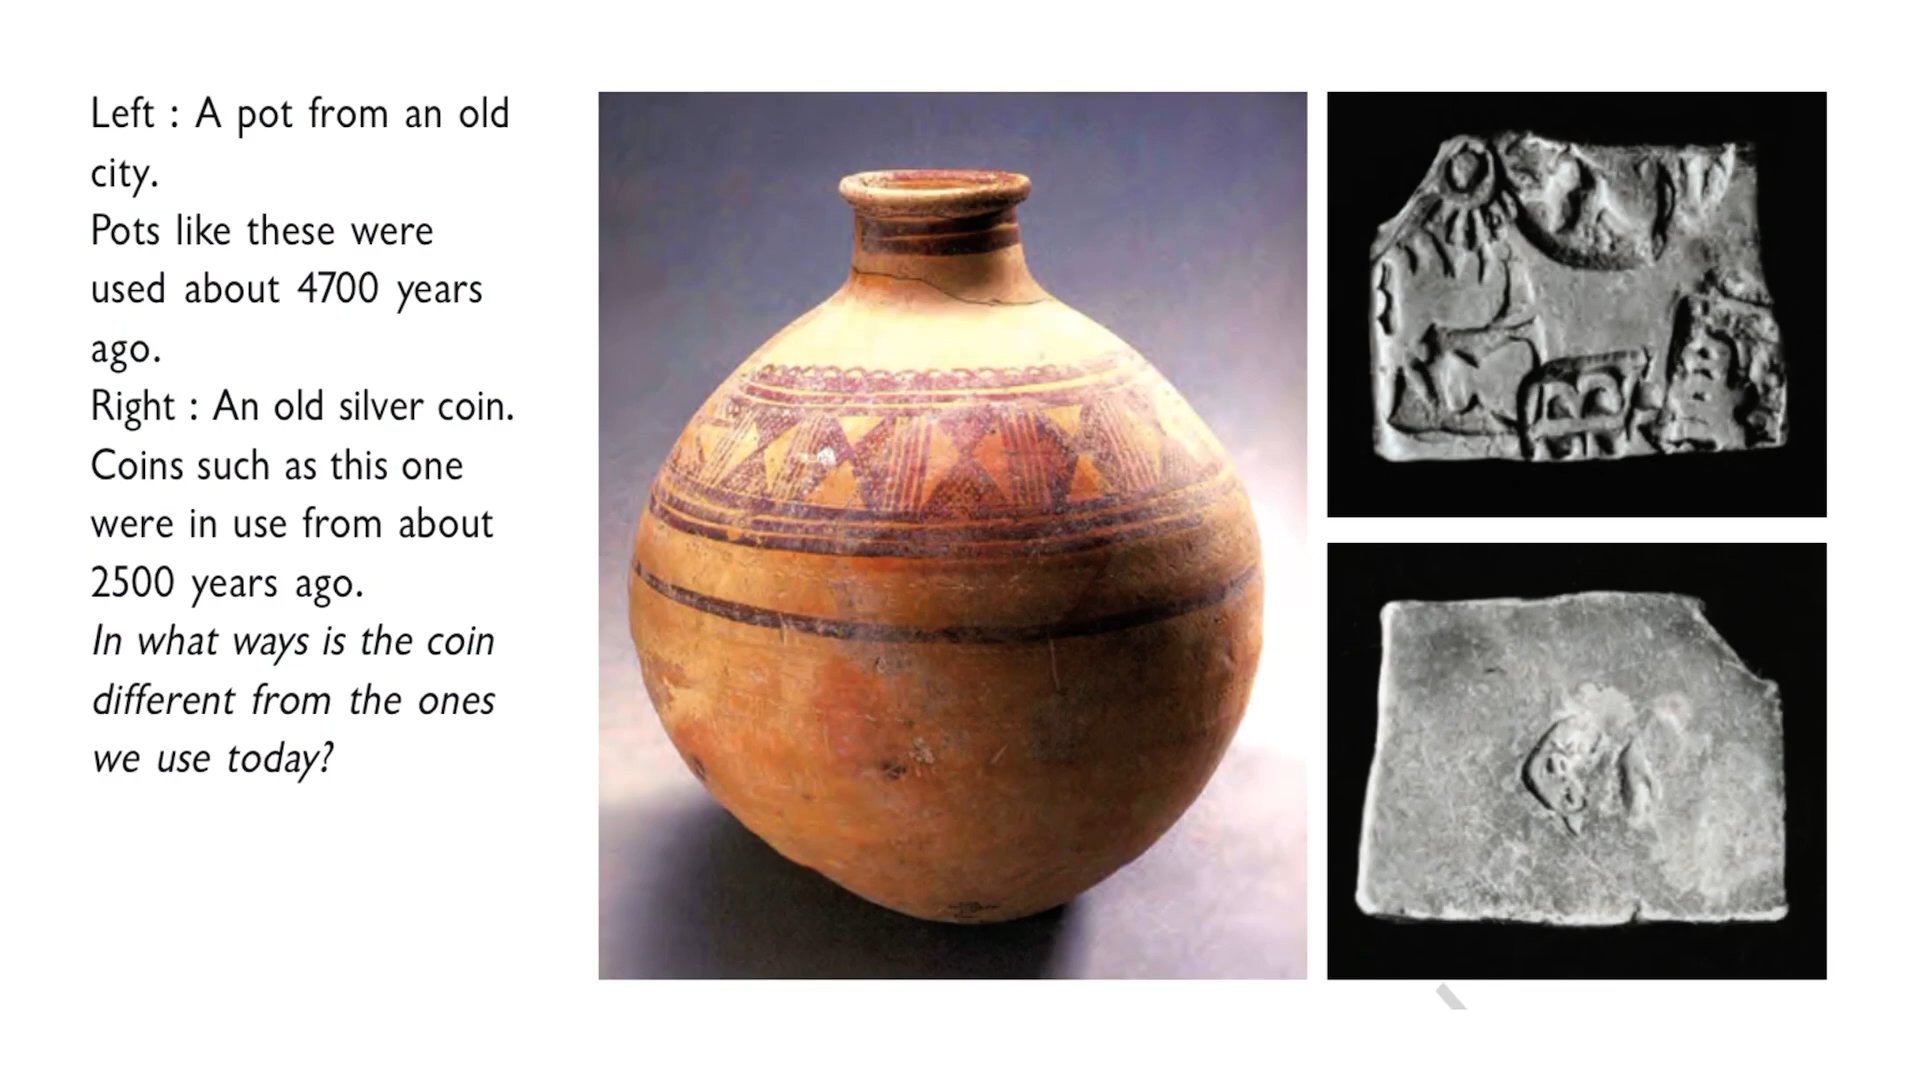 Left : A pot from an old
city.
Pots like these were
used about 4700 years
ago.
Right : An old silver coin.
Coins such as this one
were in use from about
2500 years ago.
In what ways is the coin
different from the ones
we use today?